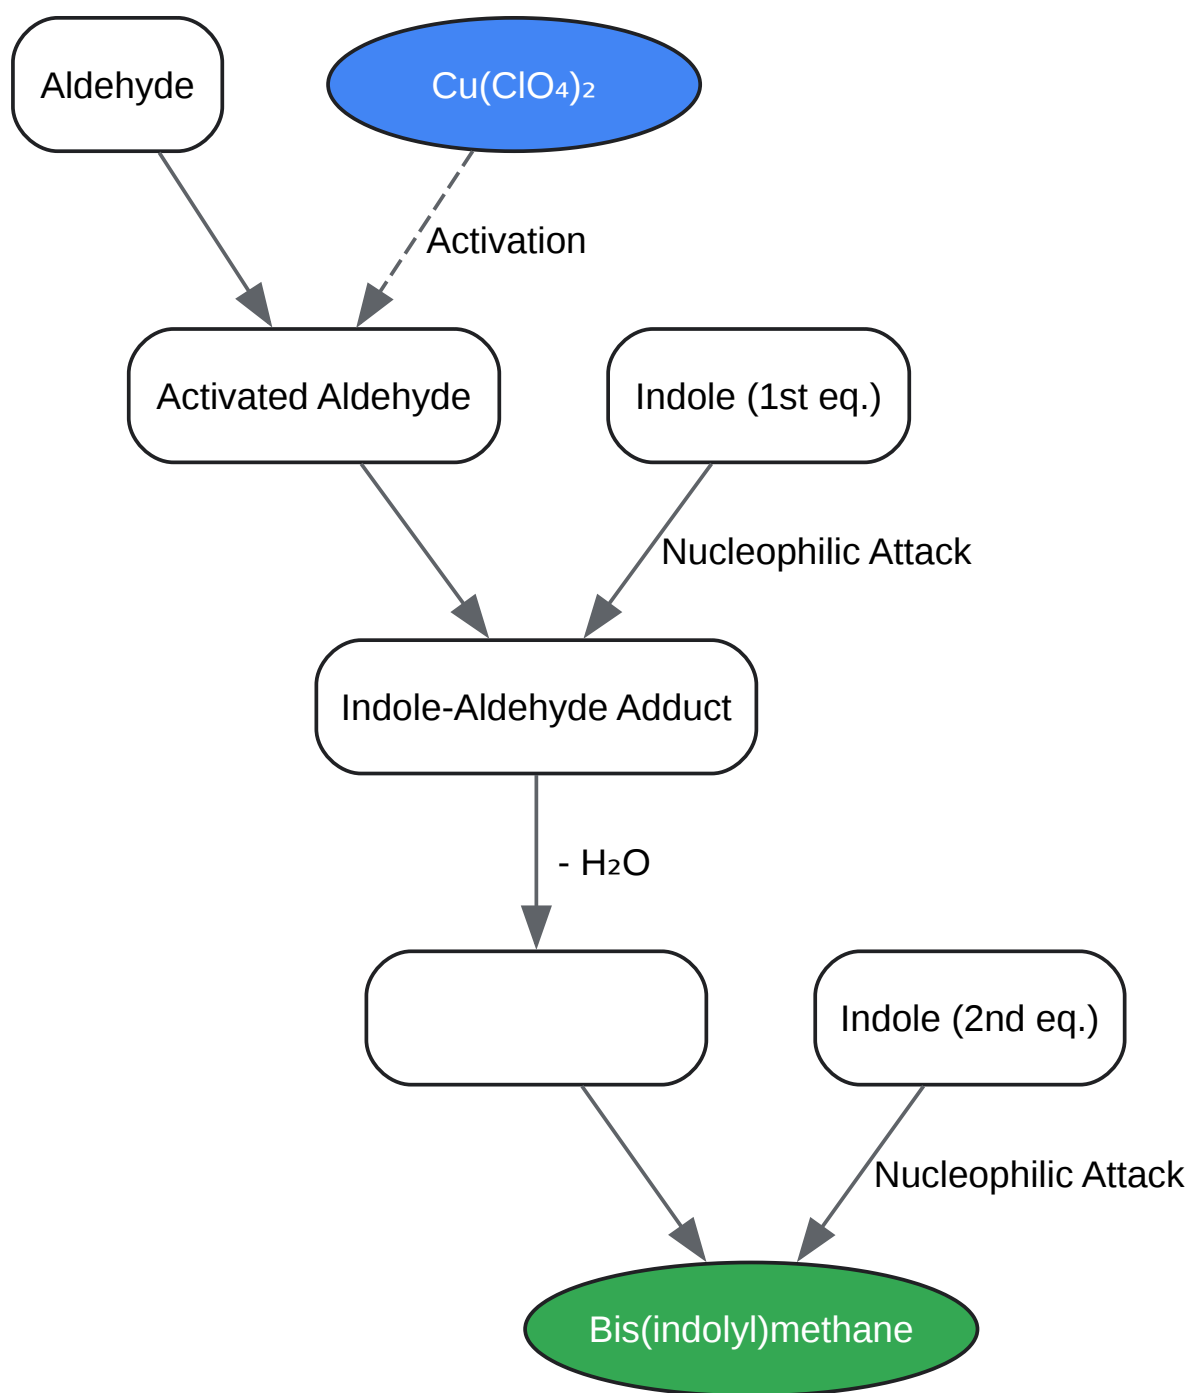 Aldehyde
Cu(ClO₄)₂
Activation
Activated Aldehyde
Indole (1st eq.)
Nucleophilic Attack
Indole-Aldehyde Adduct
- H₂O
Indole (2nd eq.)
Nucleophilic Attack
Bis(indolyl)methane